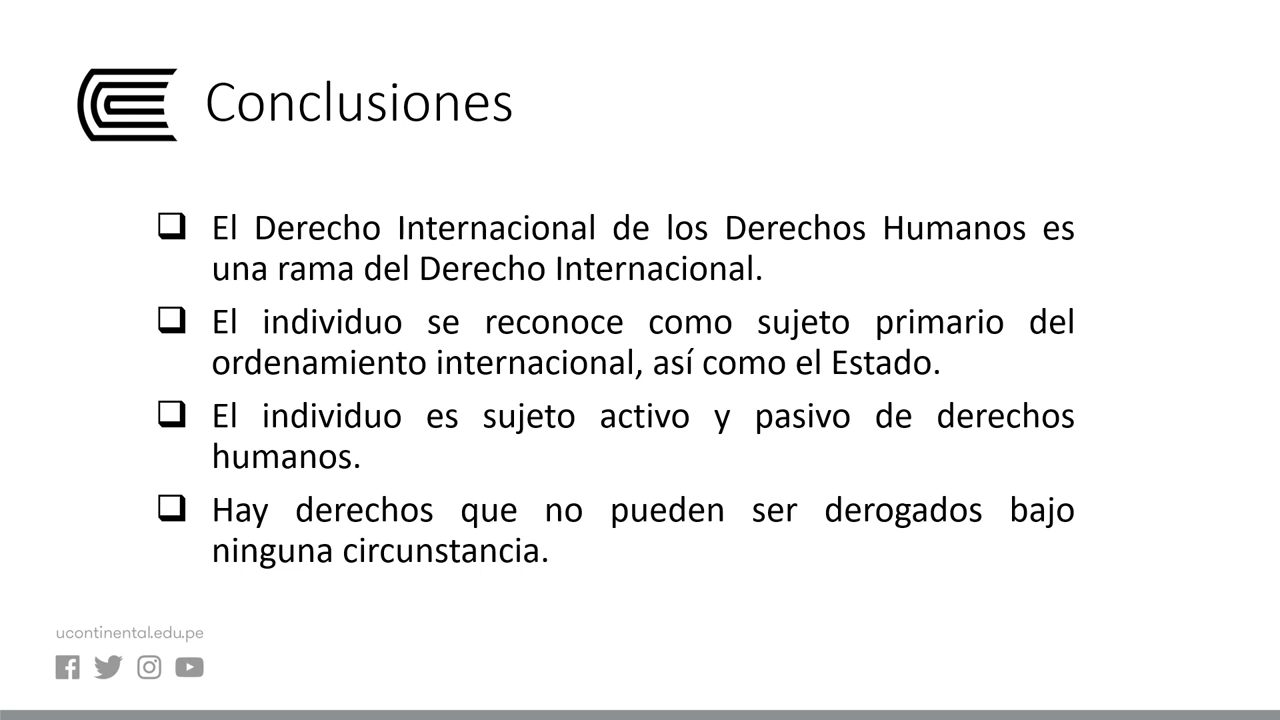 Conclusiones
El Derecho Internacional de los Derechos Humanos es
una rama del Derecho Internacional.
El individuo se reconoce como sujeto primario del
ordenamiento internacional, así como el Estado.
El individuo es sujeto activo y pasivo de derechos
humanos.
Hay derechos que no pueden ser derogados bajo
ninguna circunstancia.
ucontinental.edu.pe